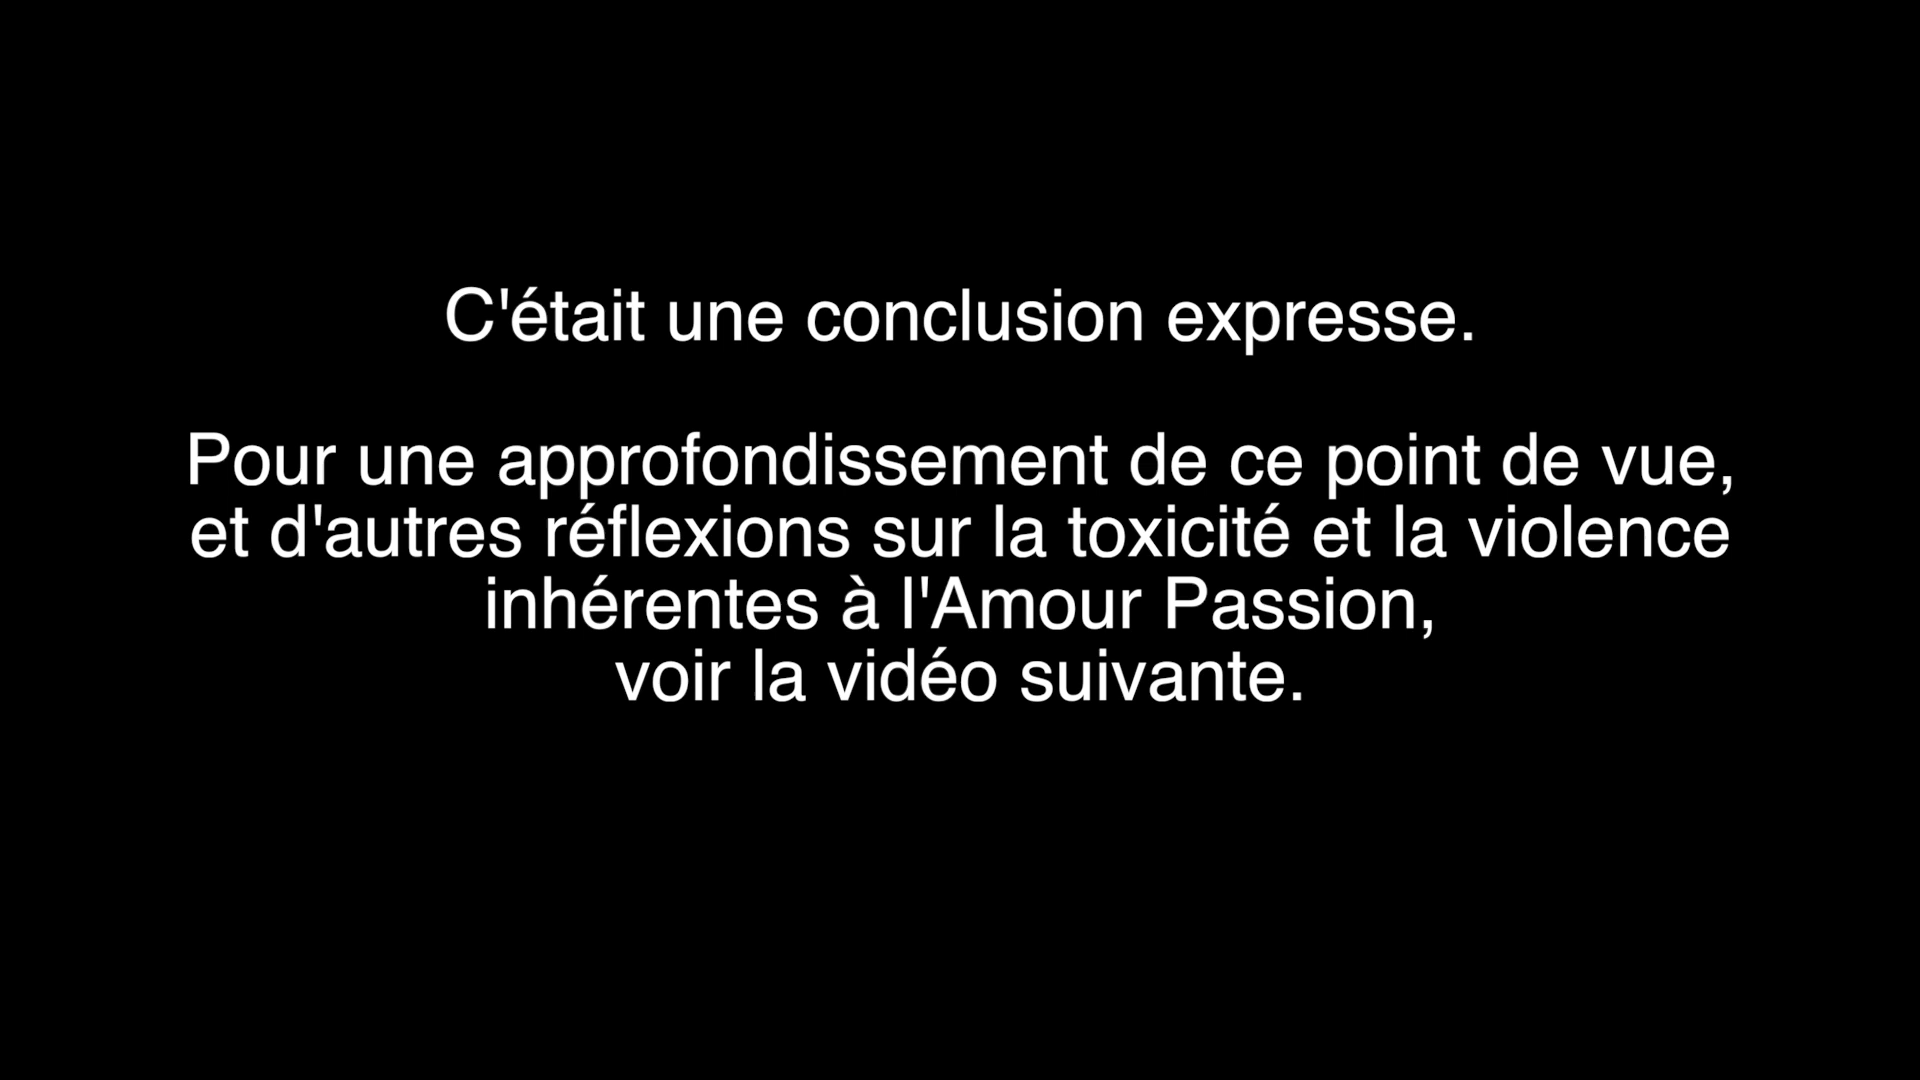 C'était une conclusion expresse.
Pour une approfondissement de ce point de vue,
et d'autres réflexions sur la toxicité et la violence
inhérentes à l'Amour Passion,
voir la vidéo suivante.